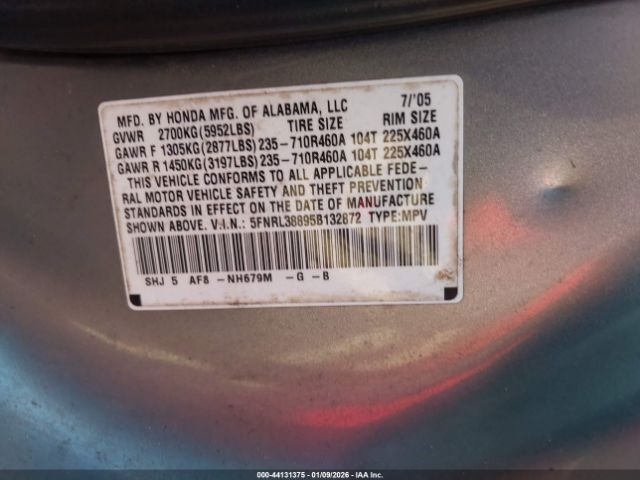 MFD. BY HONDA MFG. OF ALABAMA, LLC 7/'05
GVWR 2700KG(5952LBS) TIRE SIZE RIM SIZE
GAWR F 1305KG(2877LBS)235-710R460A 104T 225X460A
GAWR R 1450KG(3197LBS)235-710R460A 104T 225X460A
THIS VEHICLE CONFORMS TO ALL APPLICABLE FEDE-
RAL MOTOR VEHICLE SAFETY AND THEFT PREVENTION
STANDARDS IN EFFECT ON THE DATE OF MANUFACTURE
SHOWN ABOVE. V.I.N.: 5FNRL38895B132872 TYPE:MPV
SHJ 5 AF8 -NH679M -G -B
000-44131375 - 01/09/2026 - IAA Inc.